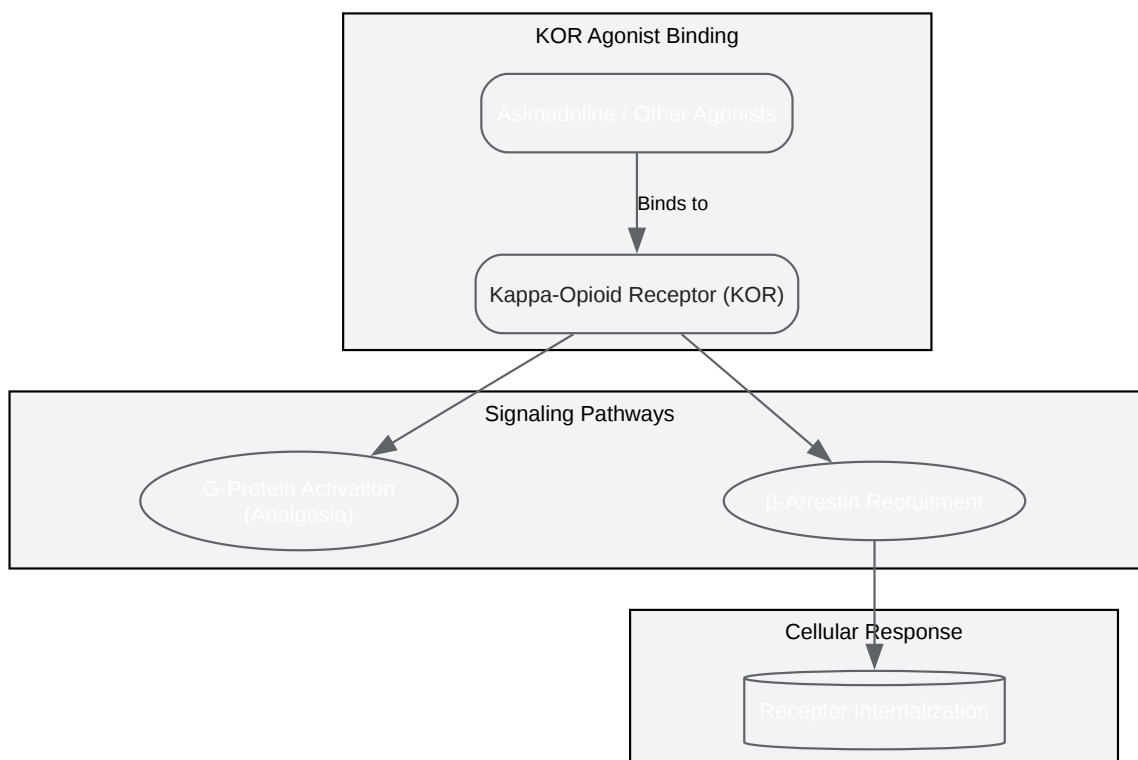 KOR Agonist Binding
Asimadoline / Other Agonists
Binds to
Kappa-Opioid Receptor (KOR)
Signaling Pathways
G-Protein Activation
(Analgesia)
β-Arrestin Recruitment
Cellular Response
Receptor Internalization